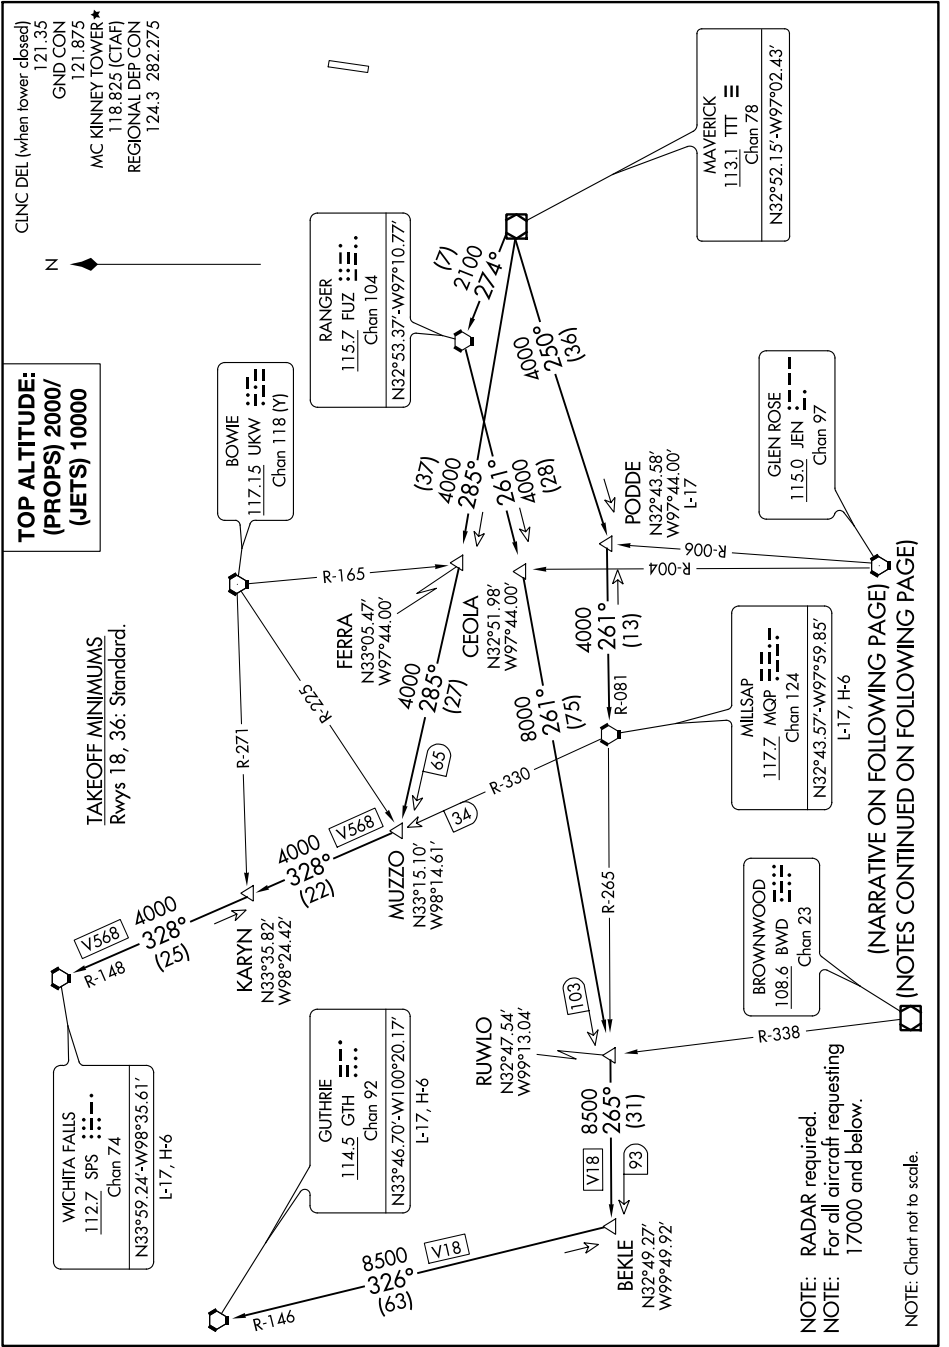 CLNC DEL (when tower closed)
121.35
GND CON
121.875
MC KINNEY TOWER★
118.825 (CTAF)
REGIONAL DEP CON
124.3 282.275
N
TOP ALTITUDE:
(PROPS) 2000/
(JETS) 10000
TAKEOFF MINIMUMS
Rwys 18, 36: Standard.
WICHITA FALLS
112.7 SPS
Chan 74
N33°59.24′-W98°35.61′
L-17, H-6
GUTHRIE
114.5 GTH
Chan 92
N33°46.70′-W100°20.17′
L-17, H-6
BOWIE
117.15 UKW
Chan 118 (Y)
RANGER
115.7 FUZ
Chan 104
N32°53.37′-W97°10.77′
MAVERICK
113.1 TTT
Chan 78
N32°52.15′-W97°02.43′
GLEN ROSE
115.0 JEN
Chan 97
MILLSAP
117.7 MQP
Chan 124
N32°43.57′-W97°59.85′
L-17, H-6
BROWNWOOD
108.6 BWD
Chan 23
V568
4000
328°
(25)
R-148
KARYN
N33°35.82′
W98°24.42′
4000
328°
(22)
V568
MUZZO
N33°15.10′
W98°14.61′
R-271
R-225
R-165
FERRA
N33°05.47′
W97°44.00′
4000
285°
(27)
65
34
R-330
(37)
4000
285°
(7)
2100
274°
261°
4000
(28)
CEOLA
N32°51.98′
W97°44.00′
4000
250°
(36)
PODDE
N32°43.58′
W97°44.00′
L-17
R-006
R-004
4000
261°
(13)
R-081
8000
261°
(75)
R-265
103
RUWLO
N32°47.54′
W99°13.04′
R-338
8500
265°
(31)
V18
93
BEKLE
N32°49.27′
W99°49.92′
8500
326°
(63)
V18
R-146
(NARRATIVE ON FOLLOWING PAGE)
(NOTES CONTINUED ON FOLLOWING PAGE)
NOTE: RADAR required.
NOTE: For all aircraft requesting
17000 and below.
NOTE: Chart not to scale.